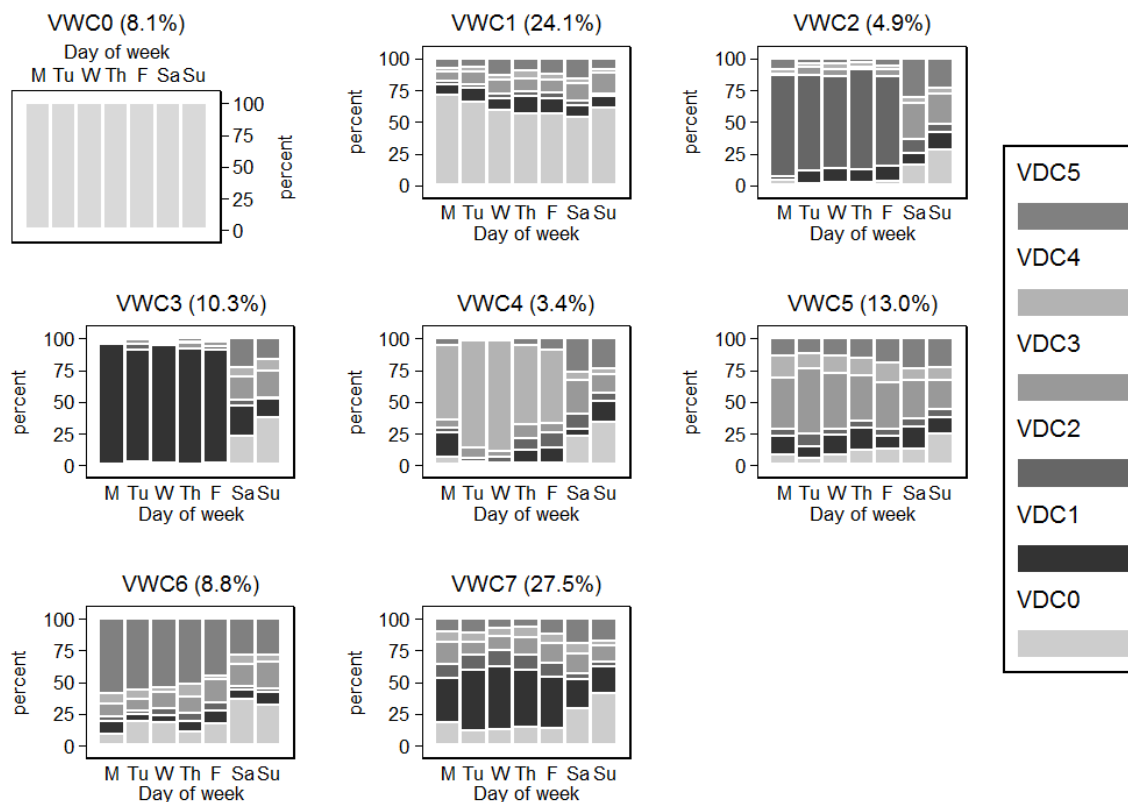 VWC0 (8.1%)
Day of week
M Tu W Th F Sa Su
100
75
50
25
0
percent
VWC1 (24.1%)
100
75
50
25
0
percent
M Tu W Th F Sa Su
Day of week
VWC2 (4.9%)
100
75
50
25
0
percent
M Tu W Th F Sa Su
Day of week
VWC3 (10.3%)
100
75
50
25
0
percent
M Tu W Th F Sa Su
Day of week
VWC4 (3.4%)
100
75
50
25
0
percent
M Tu W Th F Sa Su
Day of week
VWC5 (13.0%)
100
75
50
25
0
percent
M Tu W Th F Sa Su
Day of week
VWC6 (8.8%)
100
75
50
25
0
percent
M Tu W Th F Sa Su
Day of week
VWC7 (27.5%)
100
75
50
25
0
percent
M Tu W Th F Sa Su
Day of week
VDC5
VDC4
VDC3
VDC2
VDC1
VDC0